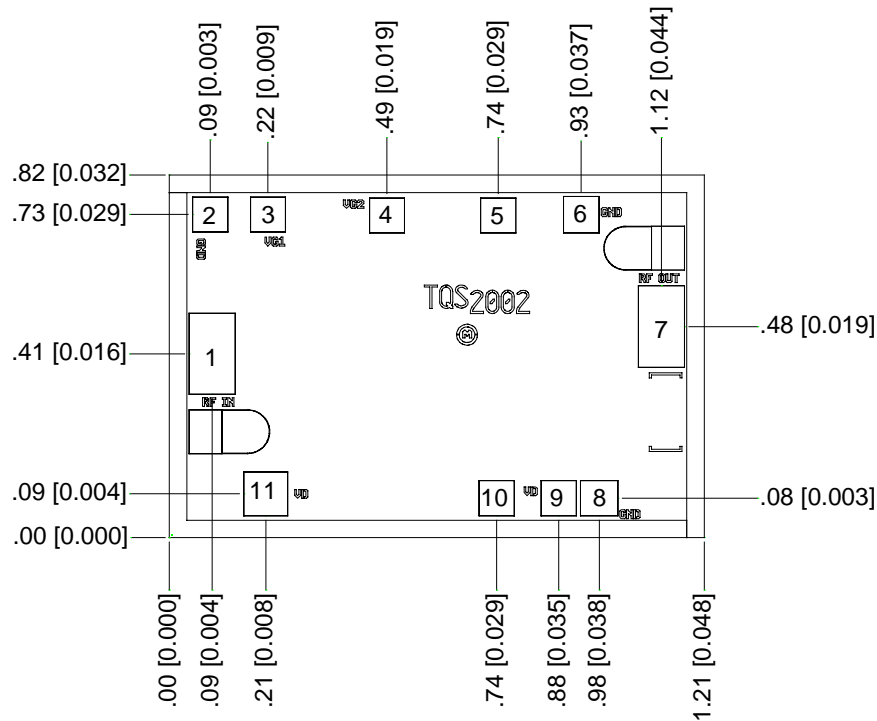 .09 [0.003]
.22 [0.009]
.49 [0.019]
.74 [0.029]
.93 [0.037]
1.12 [0.044]
.82 [0.032]
.73 [0.029]
2
GND
3
VG1
VG2
4
5
6
GND
RF OUT
TQS2002
M
7
.48 [0.019]
.41 [0.016]
1
RF IN
.09 [0.004]
11
VD
10
VD
9
8
GND
.08 [0.003]
.00 [0.000]
.00 [0.000]
.09 [0.004]
.21 [0.008]
.74 [0.029]
.88 [0.035]
.98 [0.038]
1.21 [0.048]